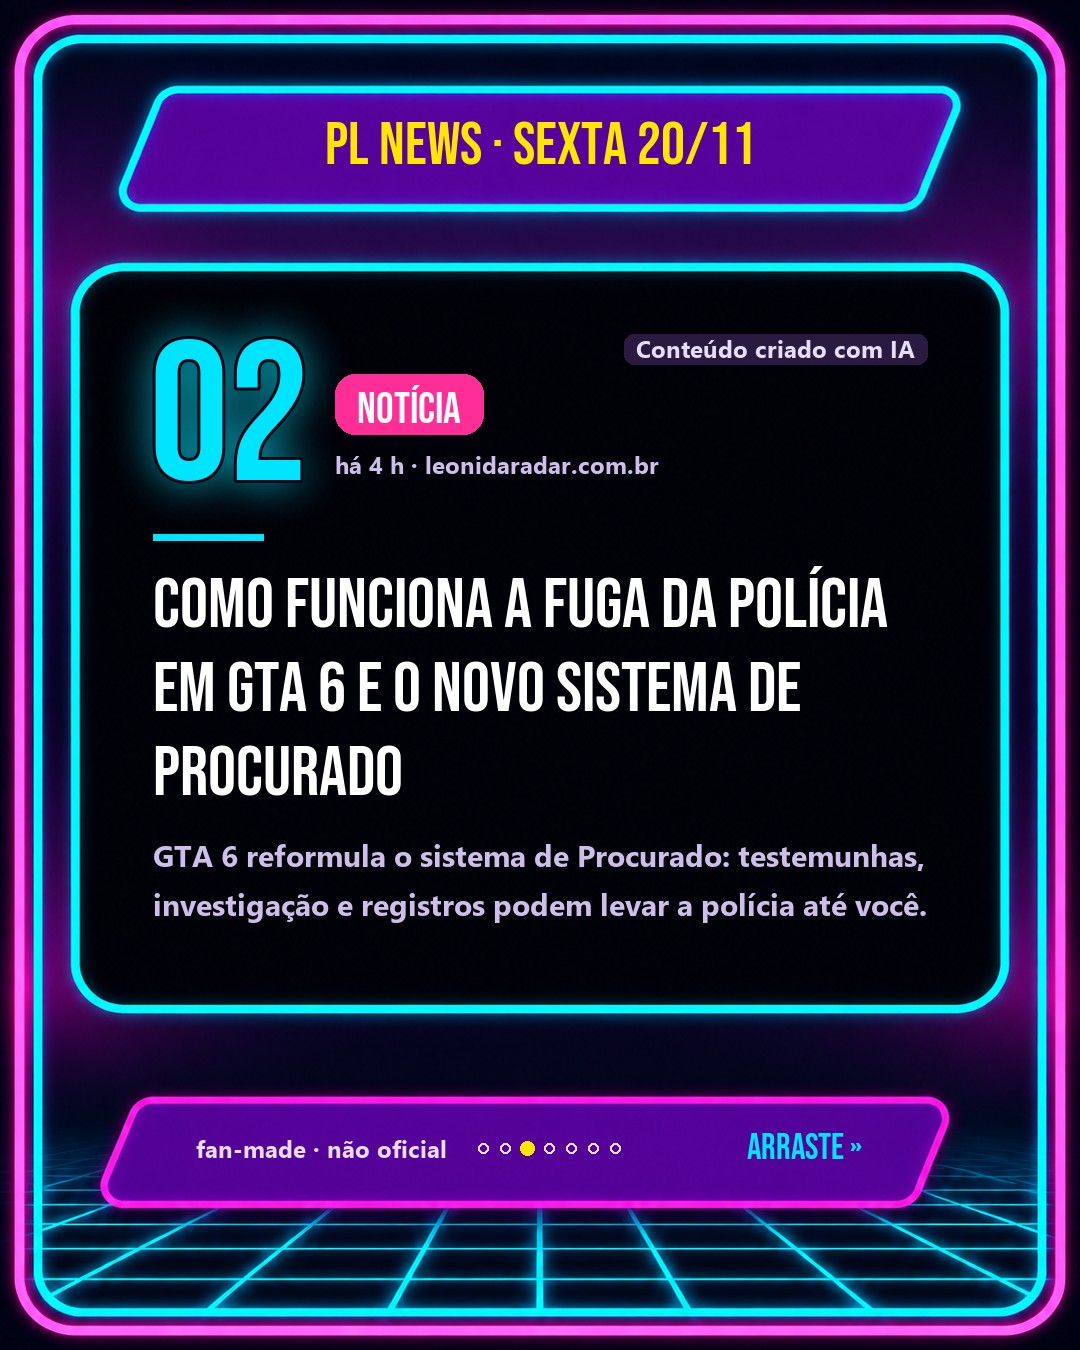 PL NEWS · SEXTA 20/11
02
Conteúdo criado com IA
NOTÍCIA
há 4 h · leonidaradar.com.br
COMO FUNCIONA A FUGA DA POLÍCIA
EM GTA 6 E O NOVO SISTEMA DE
PROCURADO
GTA 6 reformula o sistema de Procurado: testemunhas,
investigação e registros podem levar a polícia até você.
fan-made · não oficial
ARRASTE »